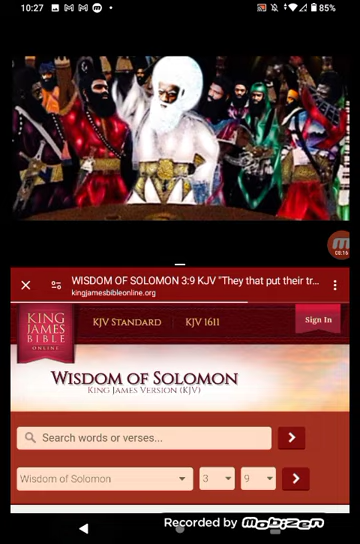 10:27
85%
08:16
WISDOM OF SOLOMON 3:9 KJV "They that put their tr...
kingjamesbibleonline.org
KING
JAMES
BIBLE
ONLINE
KJV STANDARD
KJV 1611
Sign In
WISDOM OF SOLOMON
KING JAMES VERSION (KJV)
Search words or verses...
Wisdom of Solomon
3
9
Recorded by Mobizen